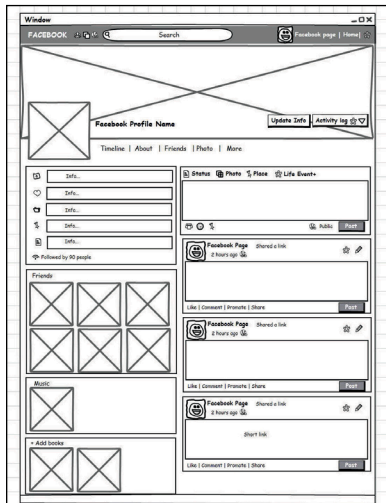 Window
FACEBOOK Search Facebook page | Home|
Update Info Activity log
Facebook Profile Name
Timeline | About | Friends |Photo | More
Info...
Info...
Info...
Info...
Info...
Followed by 90 people
Friends
Music
+ Add books
Status Photo Place Life Event+
Public Post
Facebook Page Shared a link
2 hours ago
Like | Comment | Promote | Share Post
Facebook Page Shared a link
2 hours ago
Like | Comment | Promote | Share Post
Facebook Page Shared a link
2 hours ago
Short link
Like | Comment | Promote | Share Post